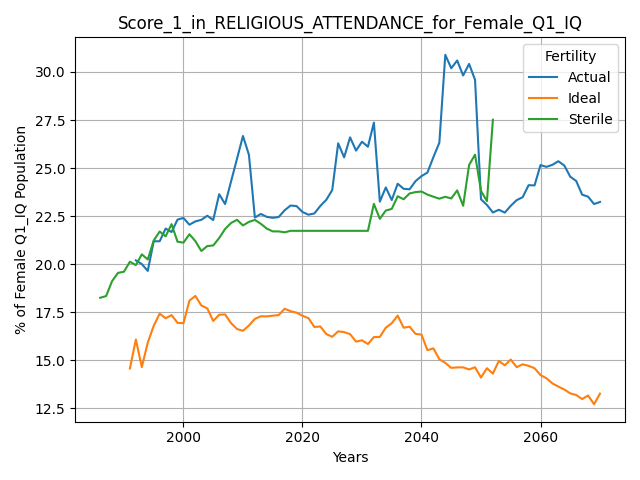 Score_1_in_RELIGIOUS_ATTENDANCE_for_Female_Q1_IQ
% of Female Q1_IQ Population
30.0
27.5
25.0
22.5
20.0
17.5
15.0
12.5
Fertility
Actual
Ideal
Sterile
2000 2020 2040 2060
Years